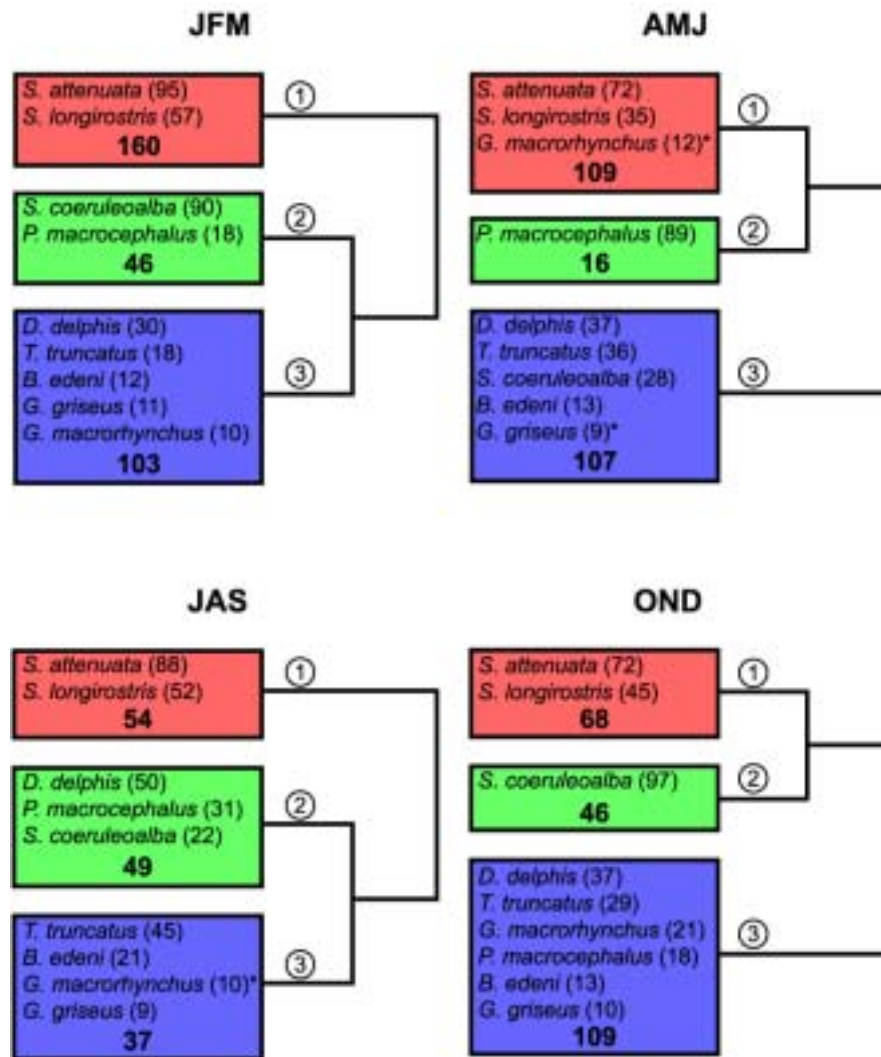 JFM
S. attenuata (95)
S. longirostris (57)
160
1
S. coeruleoalba (90)
P. macrocephalus (18)
46
2
D. delphis (30)
T. truncatus (18)
B. edeni (12)
G. griseus (11)
G. macrorhynchus (10)
103
3
AMJ
S. attenuata (72)
S. longirostris (35)
G. macrorhynchus (12)*
109
1
P. macrocephalus (89)
16
2
D. delphis (37)
T. truncatus (36)
S. coeruleoalba (28)
B. edeni (13)
G. griseus (9)*
107
3
JAS
S. attenuata (88)
S. longirostris (52)
54
1
D. delphis (50)
P. macrocephalus (31)
S. coeruleoalba (22)
49
2
T. truncatus (45)
B. edeni (21)
G. macrorhynchus (10)*
G. griseus (9)
37
3
OND
S. attenuata (72)
S. longirostris (45)
68
1
S. coeruleoalba (97)
46
2
D. delphis (37)
T. truncatus (29)
G. macrorhynchus (21)
P. macrocephalus (18)
B. edeni (13)
G. griseus (10)
109
3